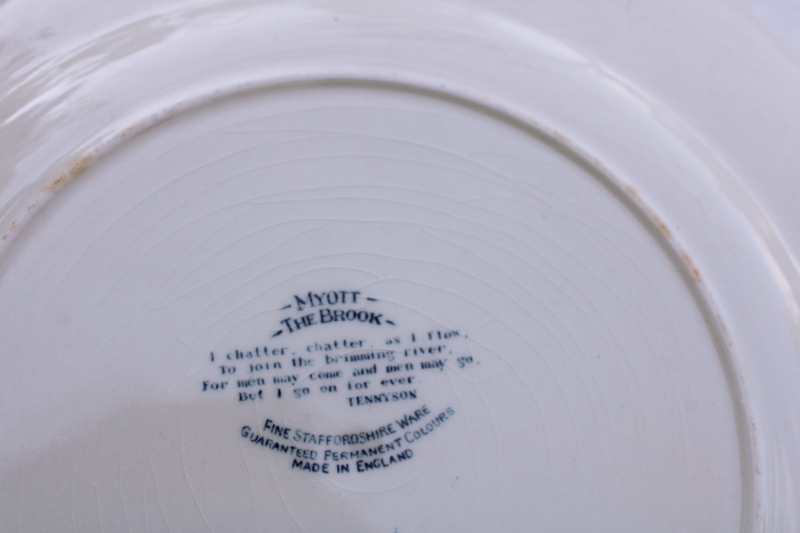 - MYOTT -
- THE BROOK -
I chatter, chatter, as I flow,
To join the brimming river,
For men may come and men may go,
But I go on for ever.
TENNYSON
FINE STAFFORDSHIRE WARE
GUARANTEED PERMANENT COLOURS
MADE IN ENGLAND